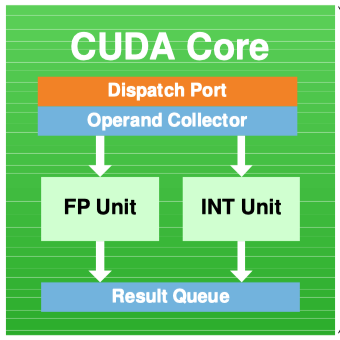 CUDA Core
Dispatch Port
Operand Collector
FP Unit
INT Unit
Result Queue